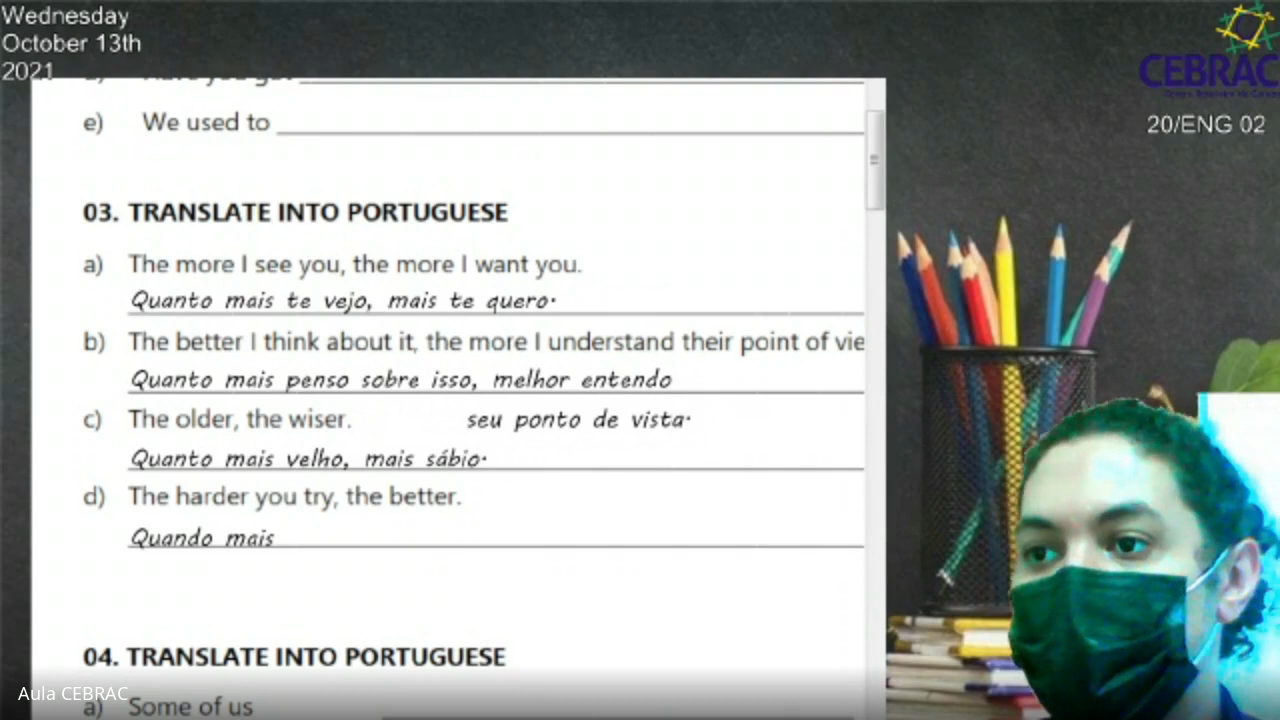 Wednesday
October 13th
2021
CEBRAC
20/ENG 02
e) We used to
03. TRANSLATE INTO PORTUGUESE
a) The more I see you, the more I want you.
Quanto mais te vejo, mais te quero.
b) The better I think about it, the more I understand their point of vie
Quanto mais penso sobre isso, melhor entendo
c) The older, the wiser. seu ponto de vista.
Quanto mais velho, mais sábio.
d) The harder you try, the better.
Quando mais
04. TRANSLATE INTO PORTUGUESE
Aula CEBRAC
a) Some of us